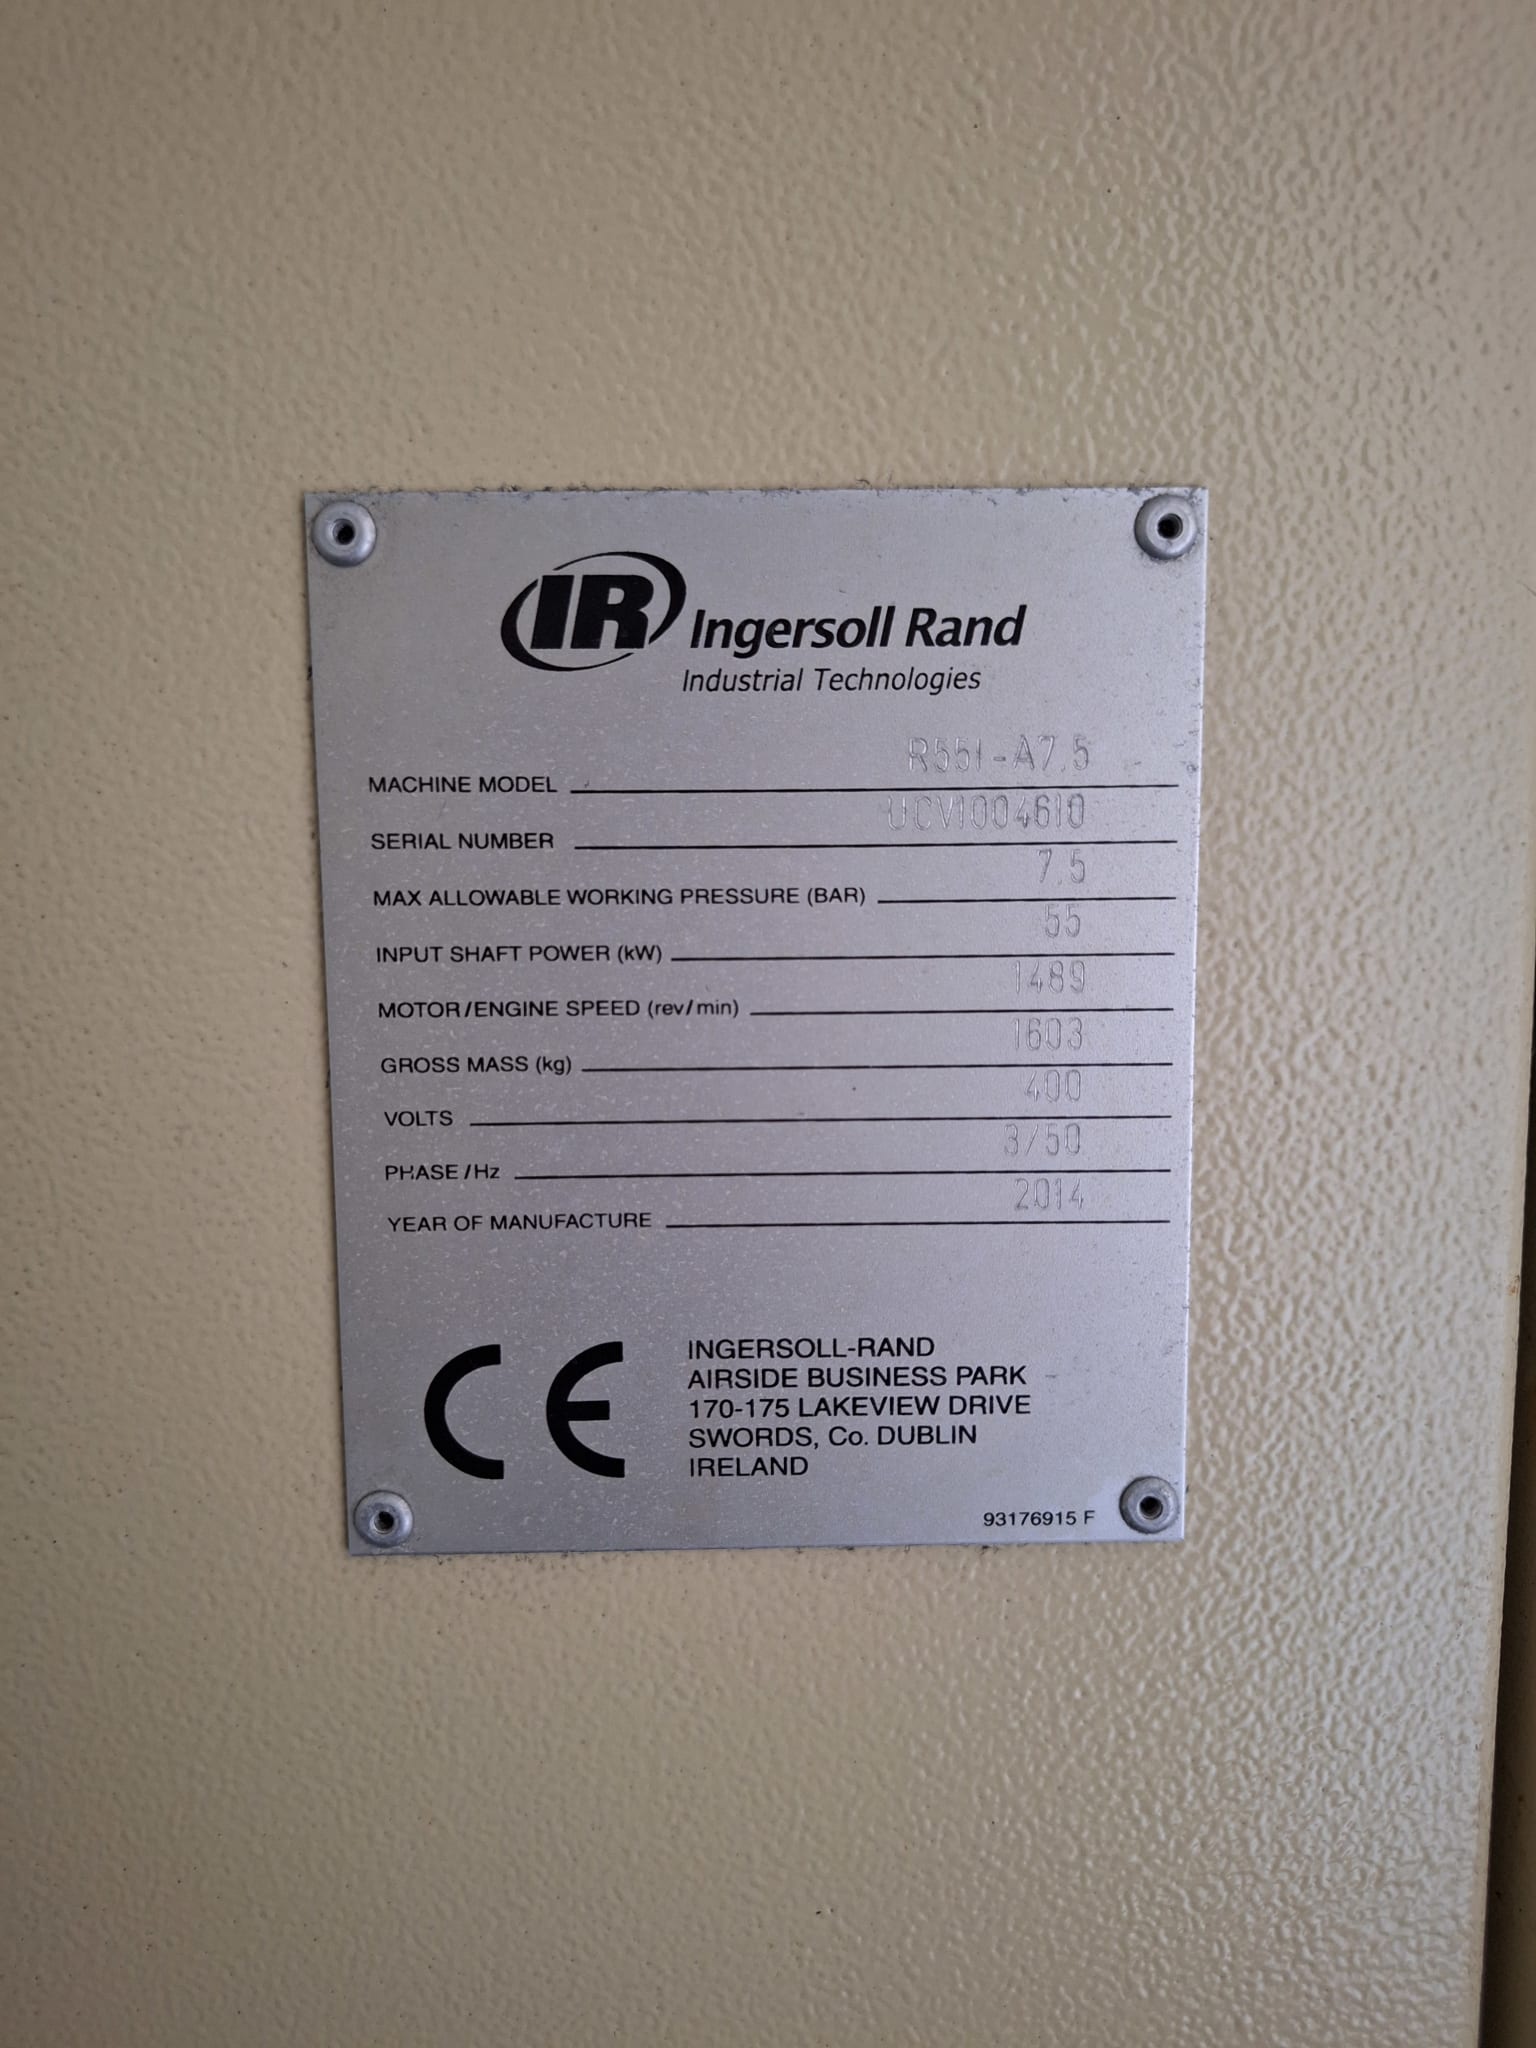 IR Ingersoll Rand
Industrial Technologies
MACHINE MODEL R55I-A7.5
SERIAL NUMBER UCV1004610
MAX ALLOWABLE WORKING PRESSURE (BAR) 7.5
INPUT SHAFT POWER (kW) 55
MOTOR/ENGINE SPEED (rev/min) 1489
GROSS MASS (kg) 1603
VOLTS 400
PHASE/Hz 3/50
YEAR OF MANUFACTURE 2014
CE
INGERSOLL-RAND
AIRSIDE BUSINESS PARK
170-175 LAKEVIEW DRIVE
SWORDS, Co. DUBLIN
IRELAND
93176915 F